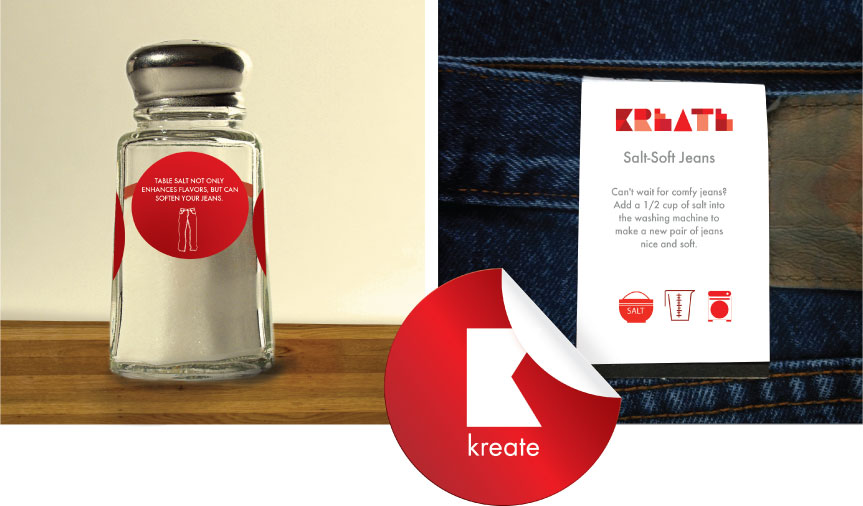 TABLE SALT NOT ONLY
ENHANCES FLAVORS, BUT CAN
SOFTEN YOUR JEANS.
KREATE
Salt-Soft Jeans
Can't wait for comfy jeans?
Add a 1/2 cup of salt into
the washing machine to
make a new pair of jeans
nice and soft.
SALT
K
kreate